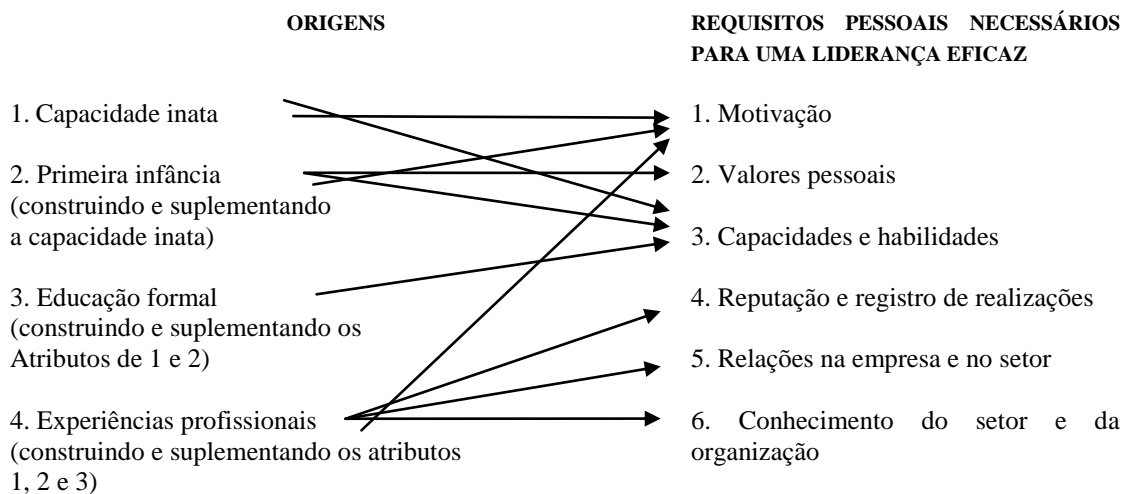 ORIGENS
REQUISITOS PESSOAIS NECESSÁRIOS
PARA UMA LIDERANÇA EFICAZ
1. Capacidade inata
2. Primeira infância
(construindo e suplementando
a capacidade inata)
3. Educação formal
(construindo e suplementando os
Atributos de 1 e 2)
4. Experiências profissionais
(construindo e suplementando os atributos
1, 2 e 3)
1. Motivação
2. Valores pessoais
3. Capacidades e habilidades
4. Reputação e registro de realizações
5. Relações na empresa e no setor
6. Conhecimento do setor e da
organização